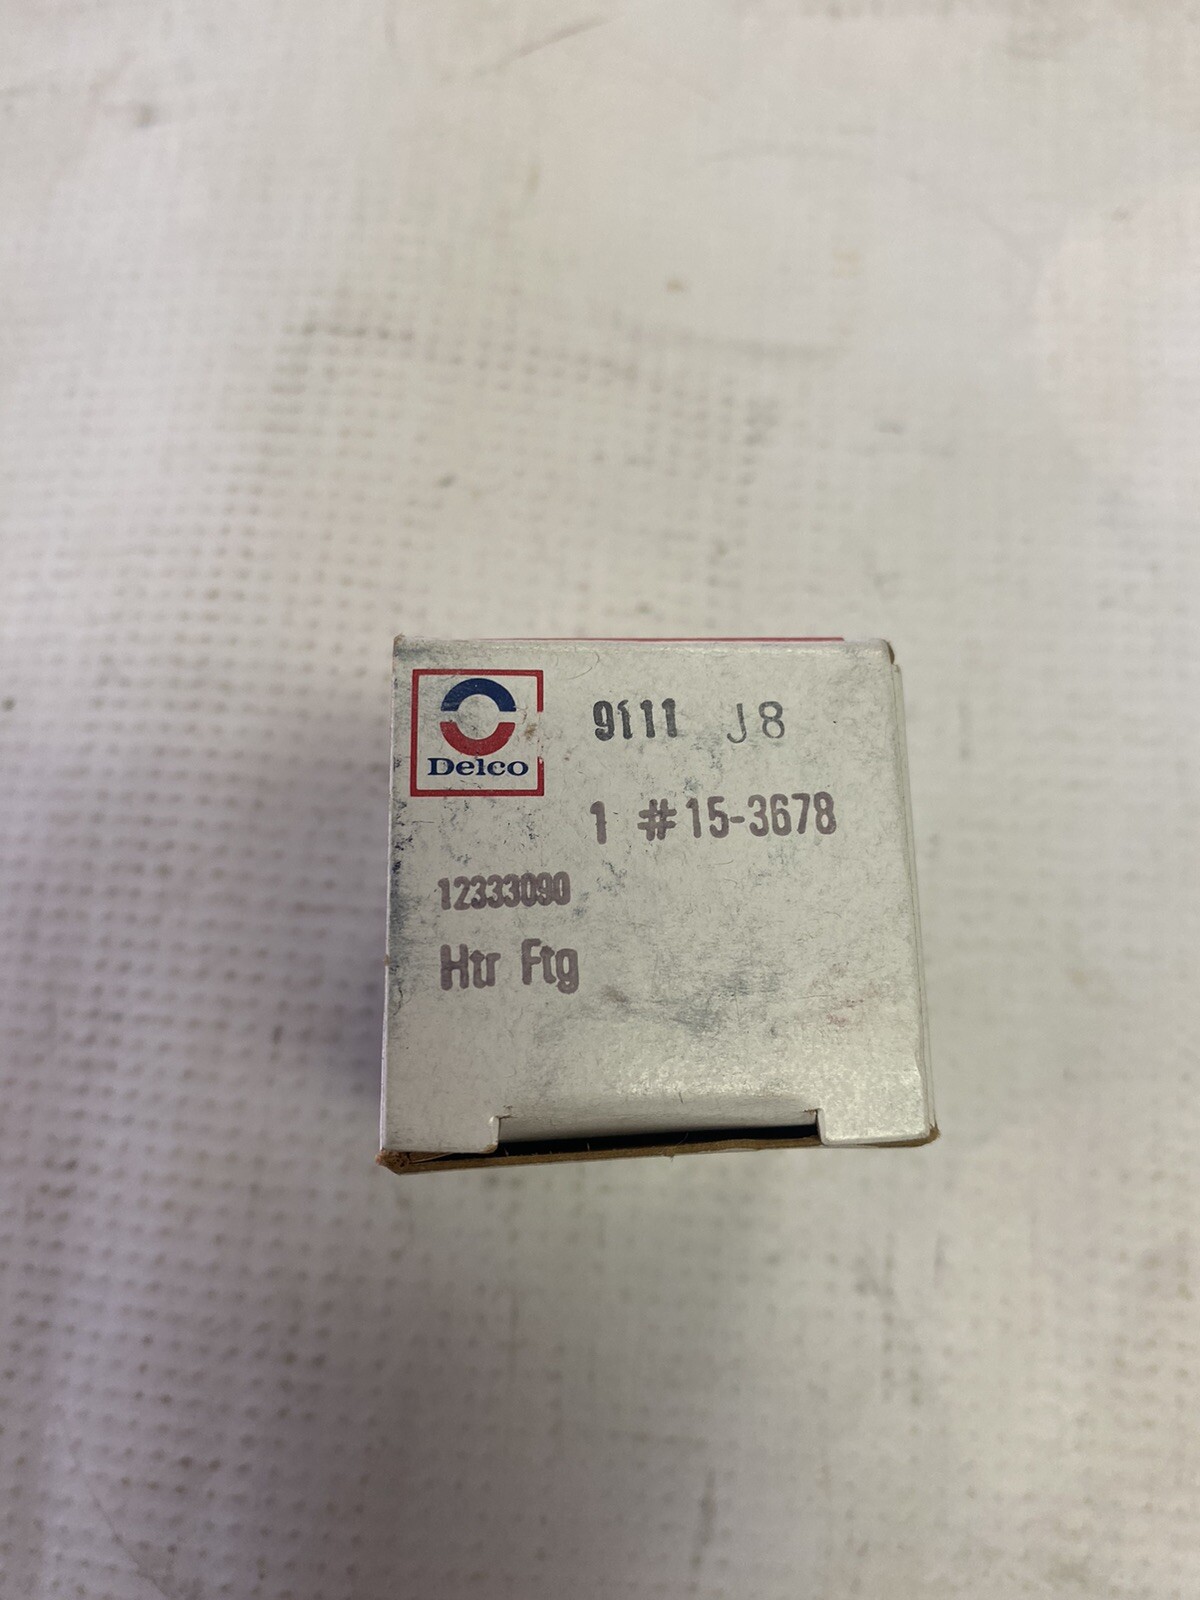 Delco
9111 J8
1 #15-3678
12333090
Htr Ftg